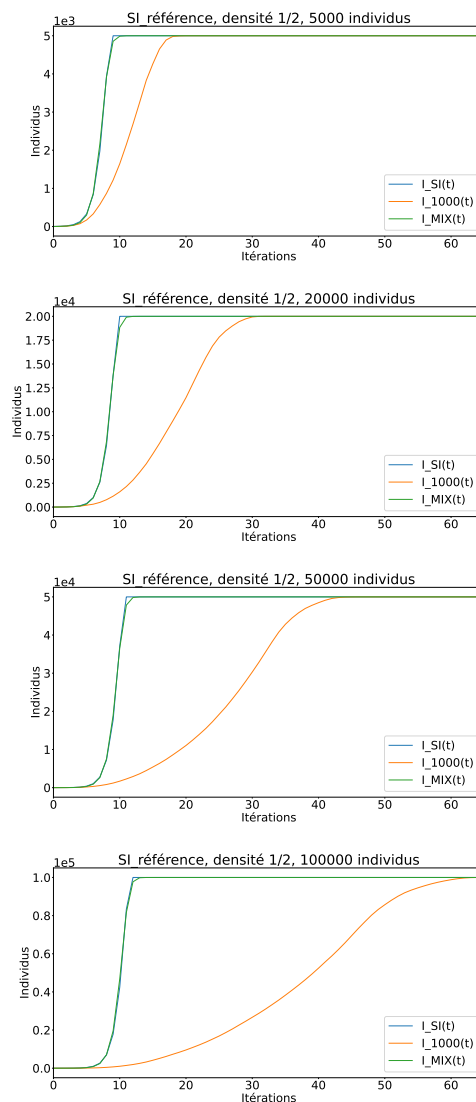 SI_référence, densité 1/2, 5000 individus
1e3
5
4
3
2
1
0
Individus
0 10 20 30 40 50 60
Itérations
I_SI(t)
I_1000(t)
I_MIX(t)
SI_référence, densité 1/2, 20000 individus
1e4
2.00
1.75
1.50
1.25
1.00
0.75
0.50
0.25
0.00
Individus
0 10 20 30 40 50 60
Itérations
I_SI(t)
I_1000(t)
I_MIX(t)
SI_référence, densité 1/2, 50000 individus
1e4
5
4
3
2
1
0
Individus
0 10 20 30 40 50 60
Itérations
I_SI(t)
I_1000(t)
I_MIX(t)
SI_référence, densité 1/2, 100000 individus
1e5
1.0
0.8
0.6
0.4
0.2
0.0
Individus
0 10 20 30 40 50 60
Itérations
I_SI(t)
I_1000(t)
I_MIX(t)